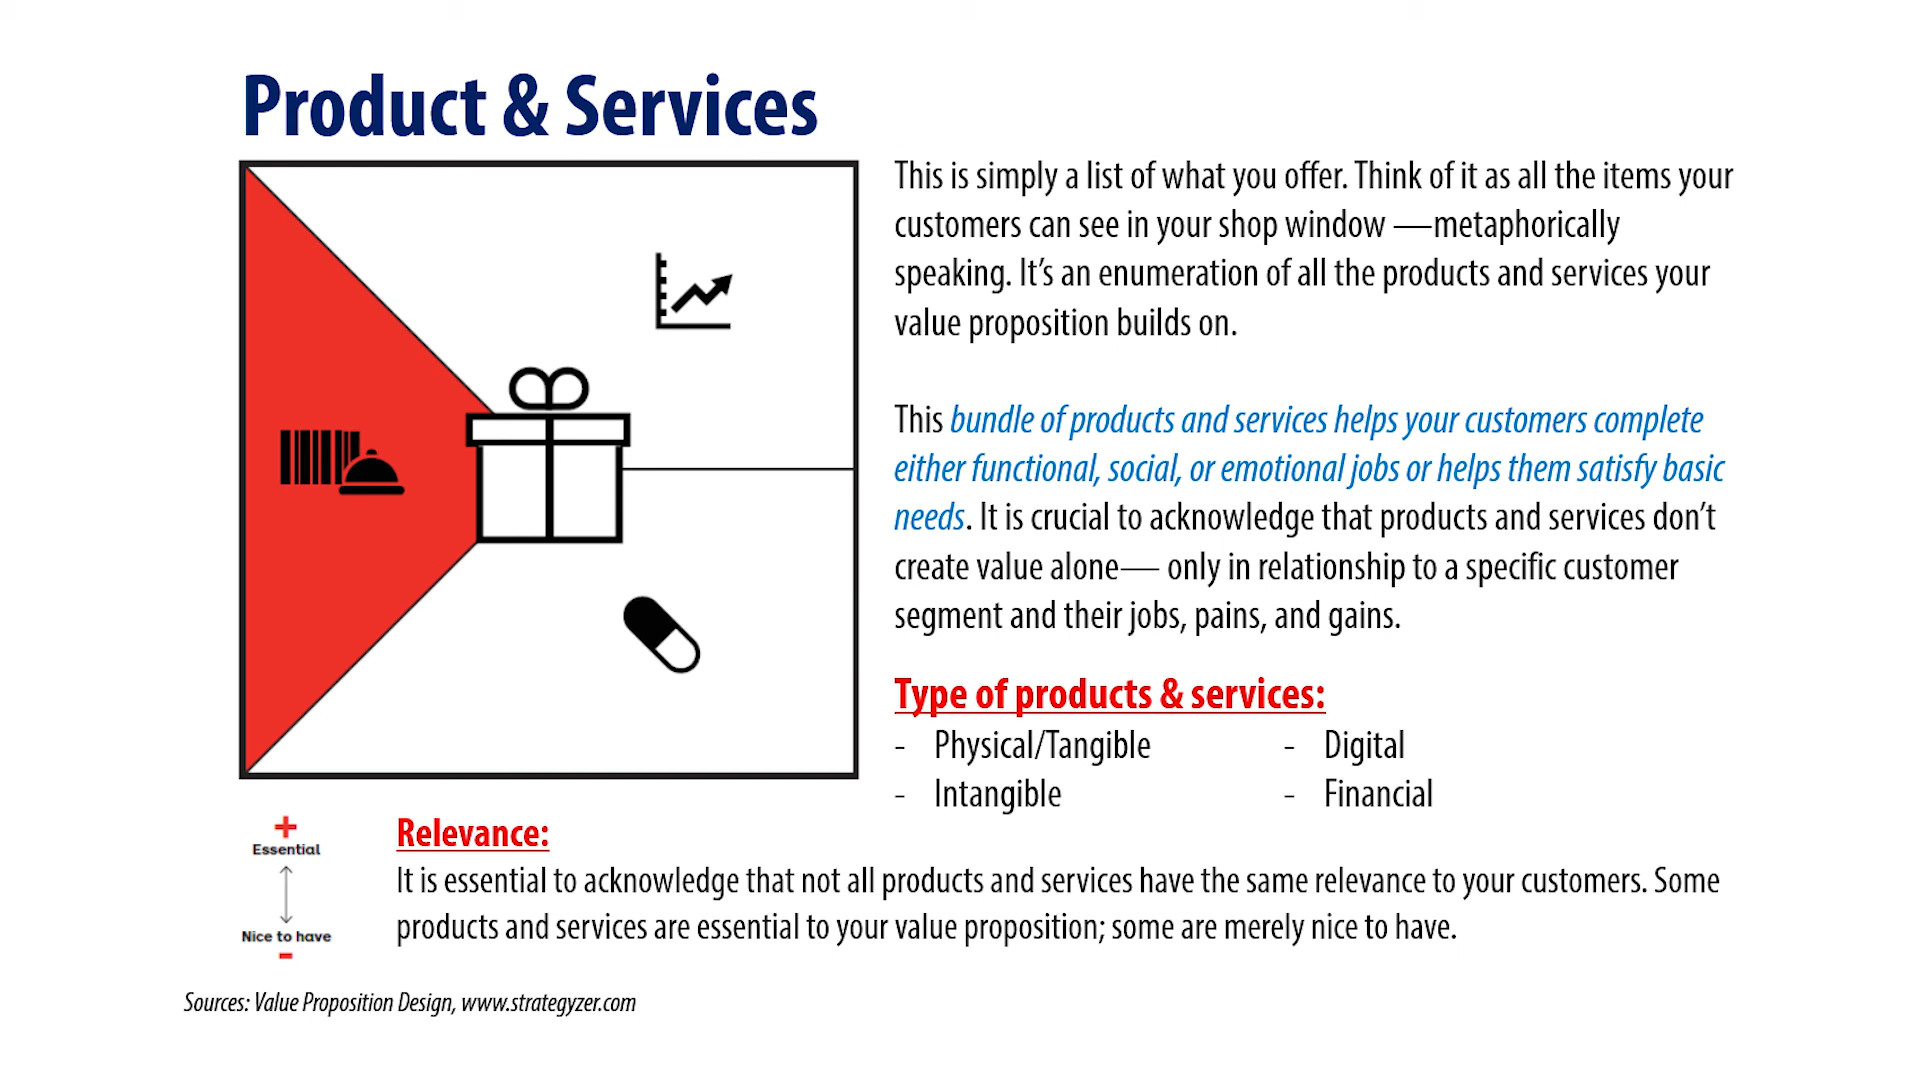 Product & Services
This is simply a list of what you offer. Think of it as all the items your
customers can see in your shop window —metaphorically
speaking. It’s an enumeration of all the products and services your
value proposition builds on.
This bundle of products and services helps your customers complete
either functional, social, or emotional jobs or helps them satisfy basic
needs. It is crucial to acknowledge that products and services don’t
create value alone— only in relationship to a specific customer
segment and their jobs, pains, and gains.
Type of products & services:
- Physical/Tangible
- Intangible
- Digital
- Financial
+
Essential
Nice to have
-
Relevance:
It is essential to acknowledge that not all products and services have the same relevance to your customers. Some
products and services are essential to your value proposition; some are merely nice to have.
Sources: Value Proposition Design, www.strategyzer.com